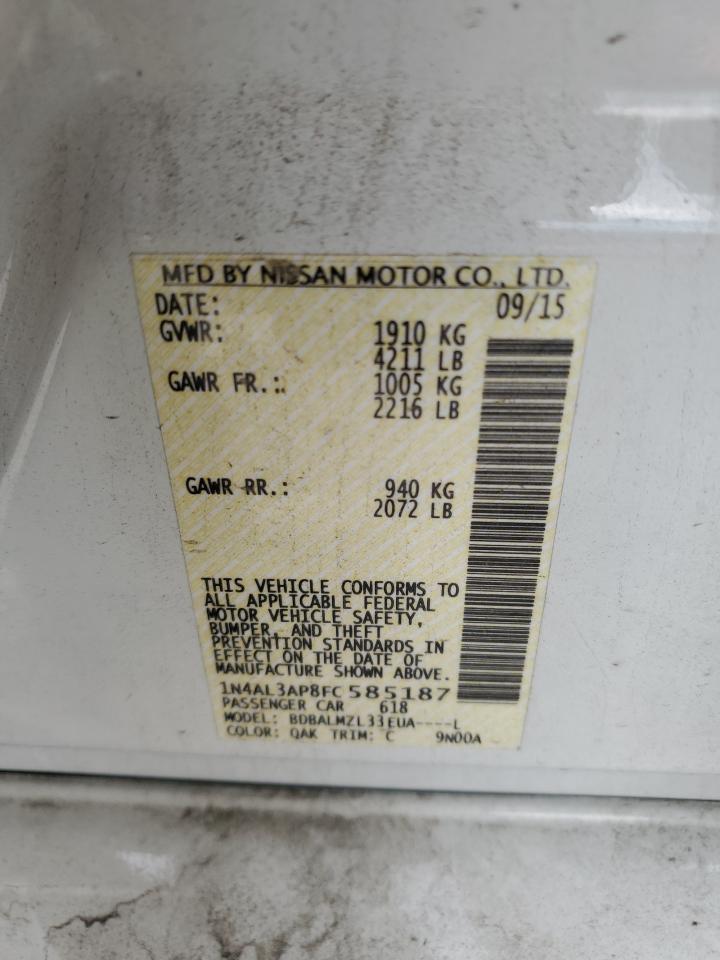 MFD BY NISSAN MOTOR CO., LTD.
DATE: 09/15
GVWR: 1910 KG
4211 LB
GAWR FR.: 1005 KG
2216 LB
GAWR RR.: 940 KG
2072 LB
THIS VEHICLE CONFORMS TO
ALL APPLICABLE FEDERAL
MOTOR VEHICLE SAFETY,
BUMPER, AND THEFT
PREVENTION STANDARDS IN
EFFECT ON THE DATE OF
MANUFACTURE SHOWN ABOVE.
1N4AL3AP8FC585187
PASSENGER CAR 618
MODEL: BDBALMZL33EUA----L
COLOR: QAK TRIM: C 9N00A